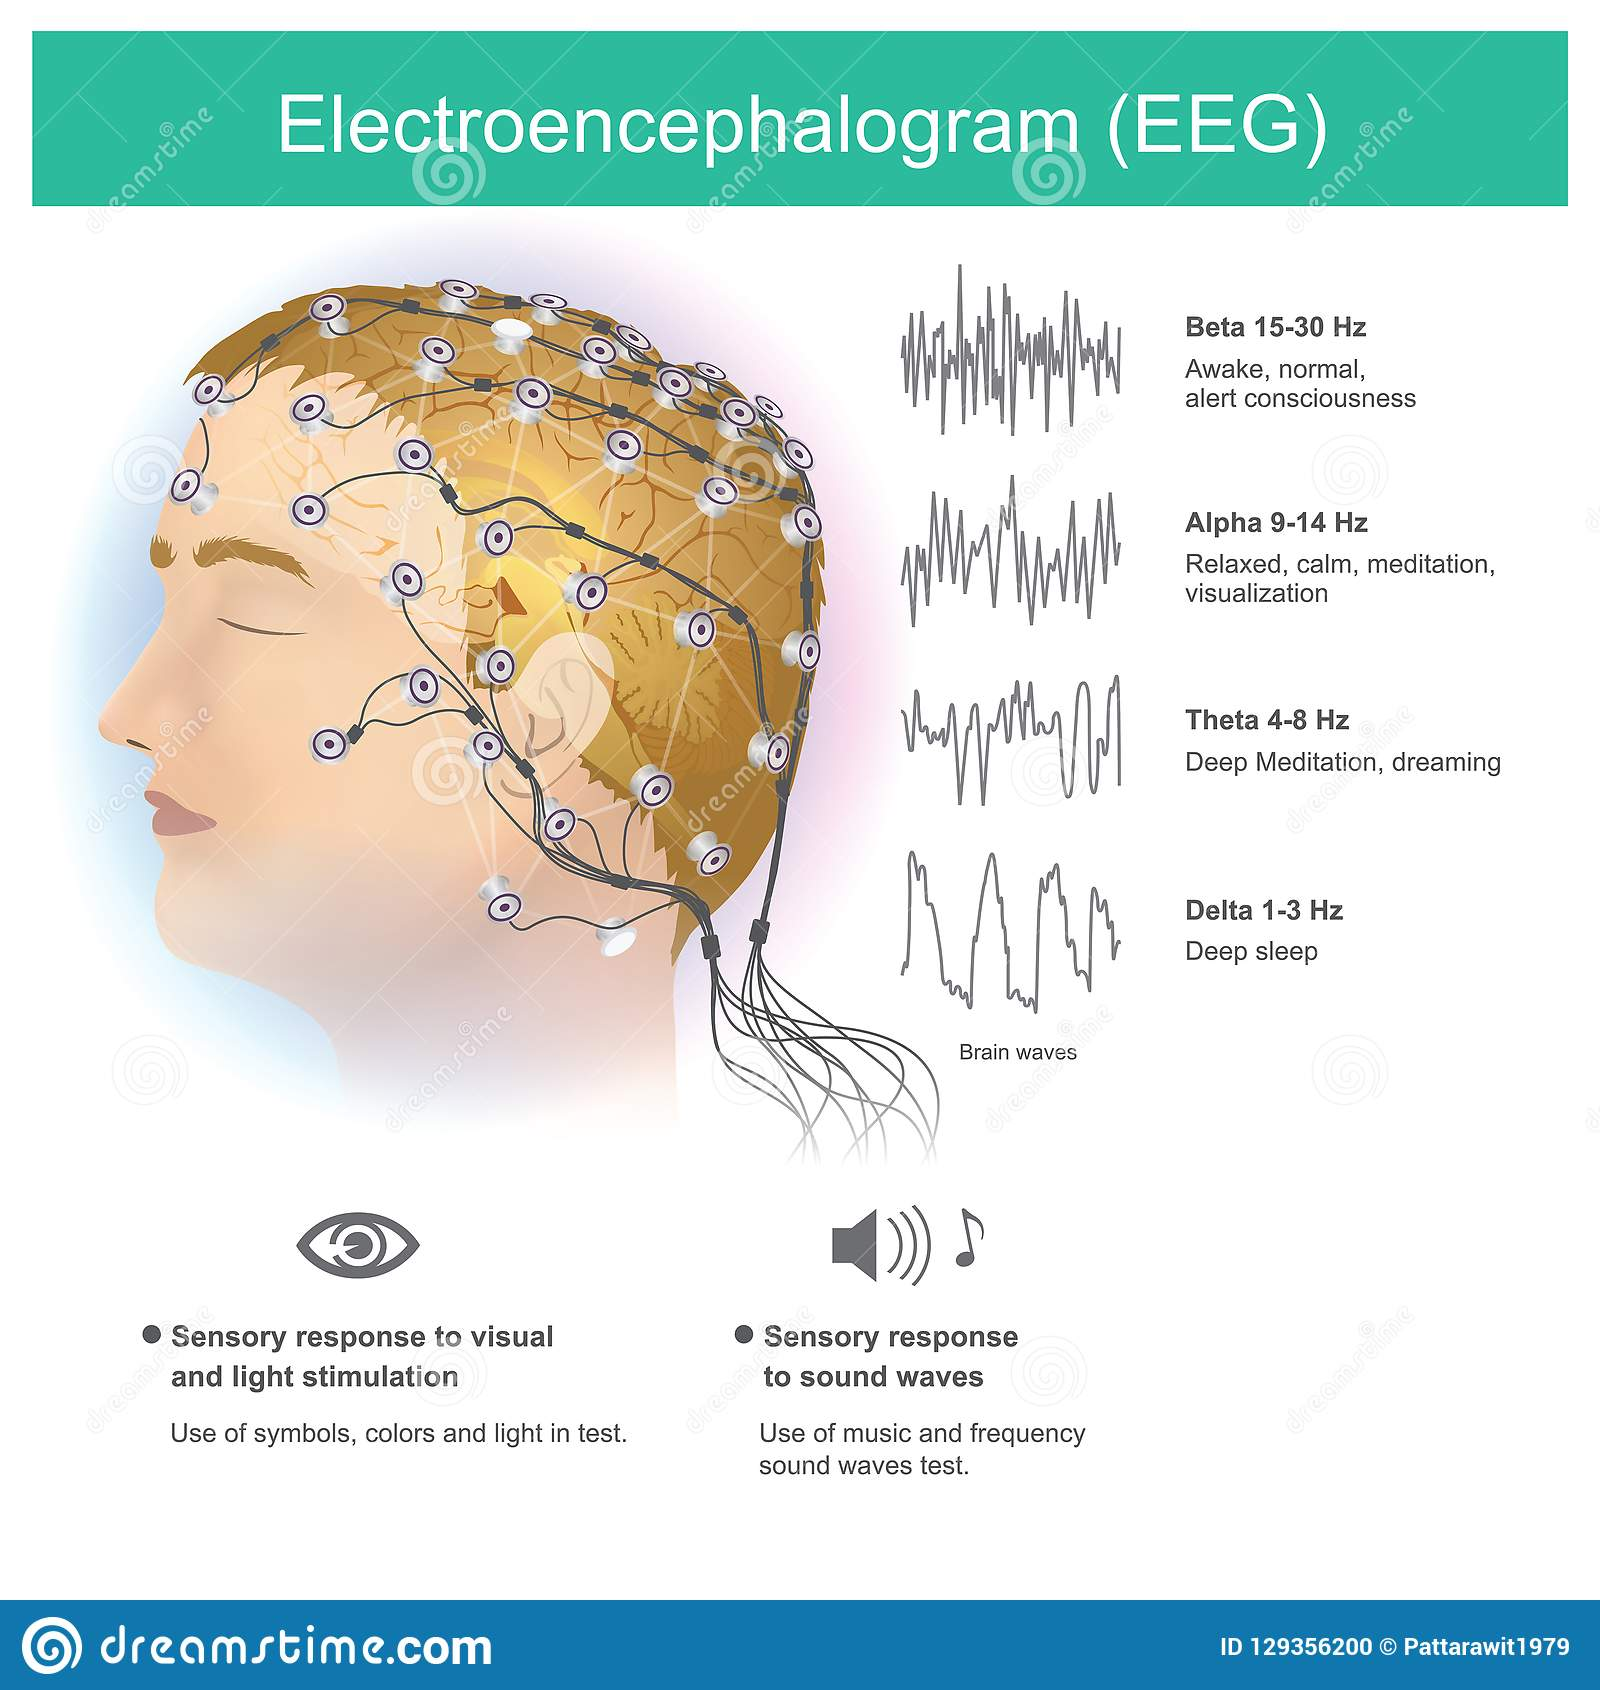 Electroencephalogram (EEG)
Beta 15-30 Hz
Awake, normal,
alert consciousness
Alpha 9-14 Hz
Relaxed, calm, meditation,
visualization
Theta 4-8 Hz
Deep Meditation, dreaming
Delta 1-3 Hz
Deep sleep
Brain waves
● Sensory response to visual
and light stimulation
Use of symbols, colors and light in test.
● Sensory response
to sound waves
Use of music and frequency
sound waves test.
dreamstime.com
ID 129356200 © Pattarawit1979